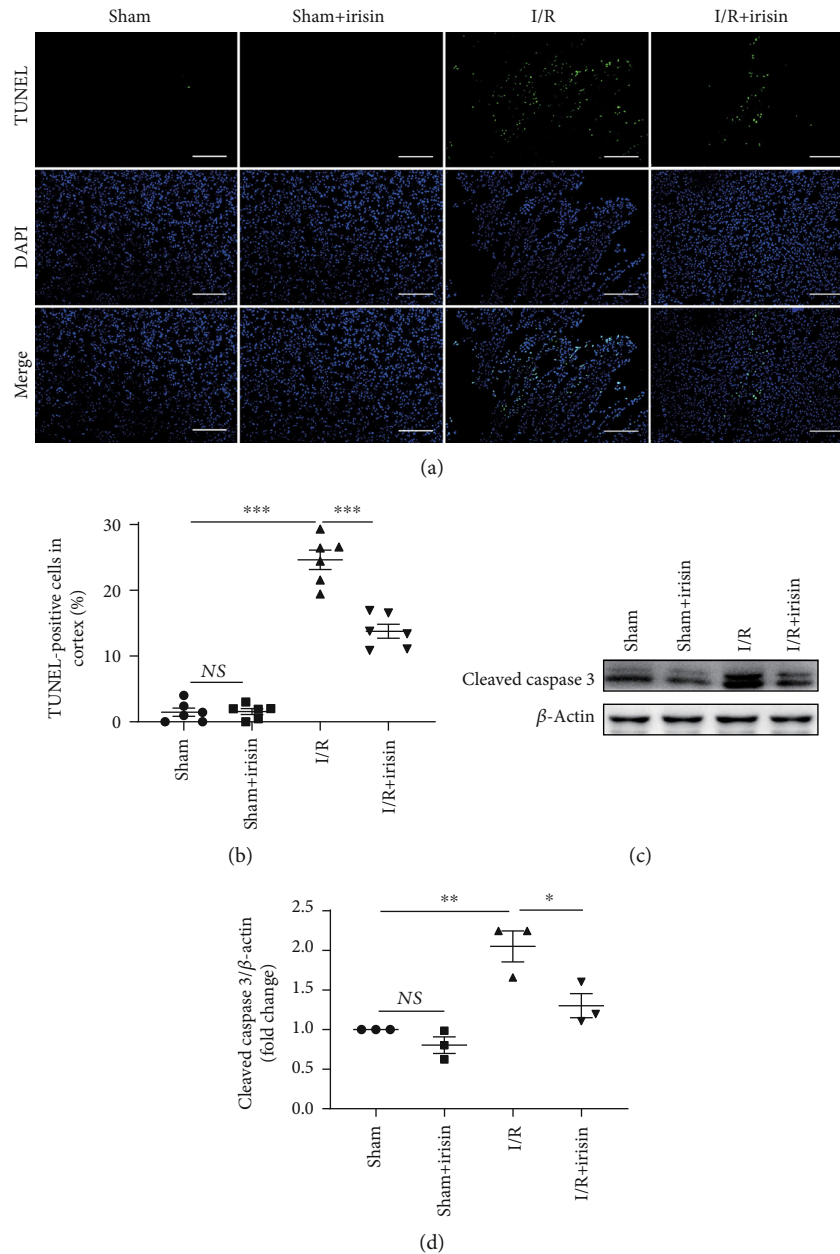 Sham Sham+irisin I/R I/R+irisin
TUNEL
DAPI
Merge
(a)
TUNEL-positive cells in
cortex (%)
30
20
10
0
*** ***
NS
Sham
Sham+irisin
I/R
I/R+irisin
(b)
Sham
Sham+irisin
I/R
I/R+irisin
Cleaved caspase 3
β-Actin
(c)
Cleaved caspase 3/β-actin
(fold change)
2.5
2.0
1.5
1.0
0.5
0.0
** *
NS
Sham
Sham+irisin
I/R
I/R+irisin
(d)